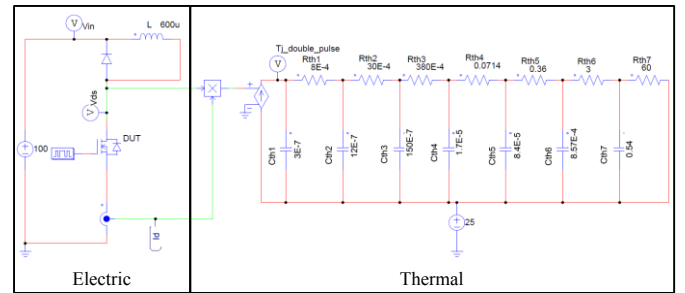 L 600u
Vin
Vds
DUT
100
Id
Electric
Tj_double_pulse
Rth1
8E-4
Rth2
30E-4
Rth3
380E-4
Rth4
0.0714
Rth5
0.36
Rth6
3
Rth7
60
Cth1
3E-7
Cth2
12E-7
Cth3
150E-7
Cth4
1.7E-5
Cth5
8.4E-5
Cth6
8.57E-4
Cth7
0.54
25
Thermal
V
V
V